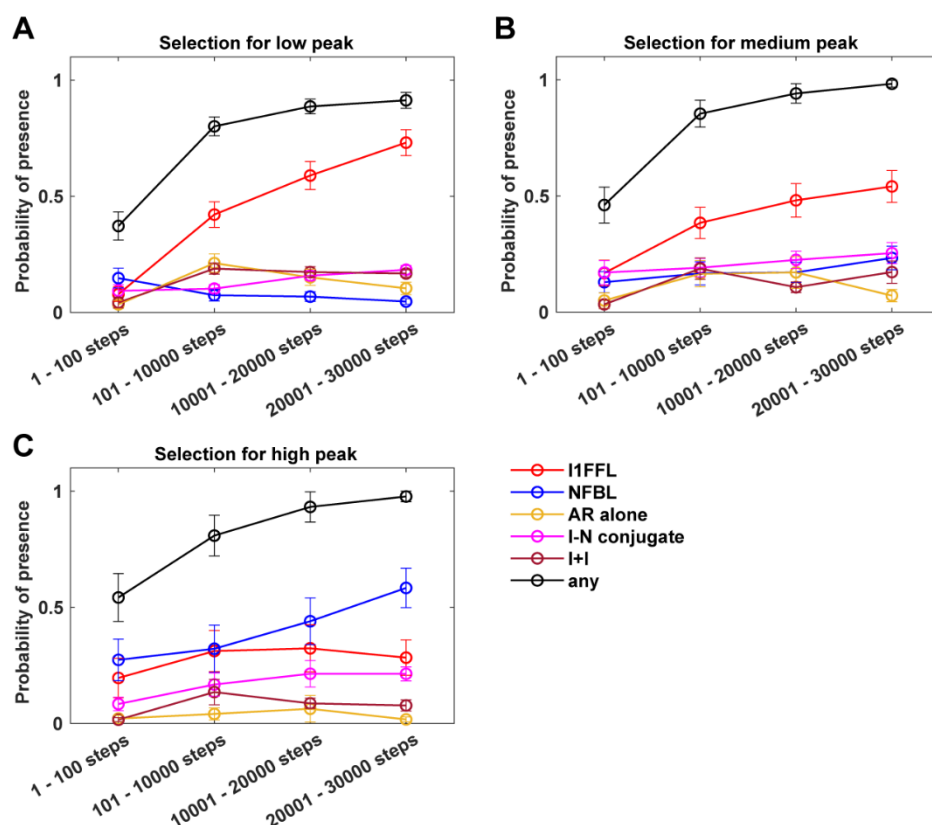 A
Selection for low peak
Probability of presence
1
0.5
0
1 - 100 steps
101 - 10000 steps
10001 - 20000 steps
20001 - 30000 steps
B
Selection for medium peak
Probability of presence
1
0.5
0
1 - 100 steps
101 - 10000 steps
10001 - 20000 steps
20001 - 30000 steps
C
Selection for high peak
Probability of presence
1
0.5
0
1 - 100 steps
101 - 10000 steps
10001 - 20000 steps
20001 - 30000 steps
I1FFL
NFBL
AR alone
I-N conjugate
I+I
any